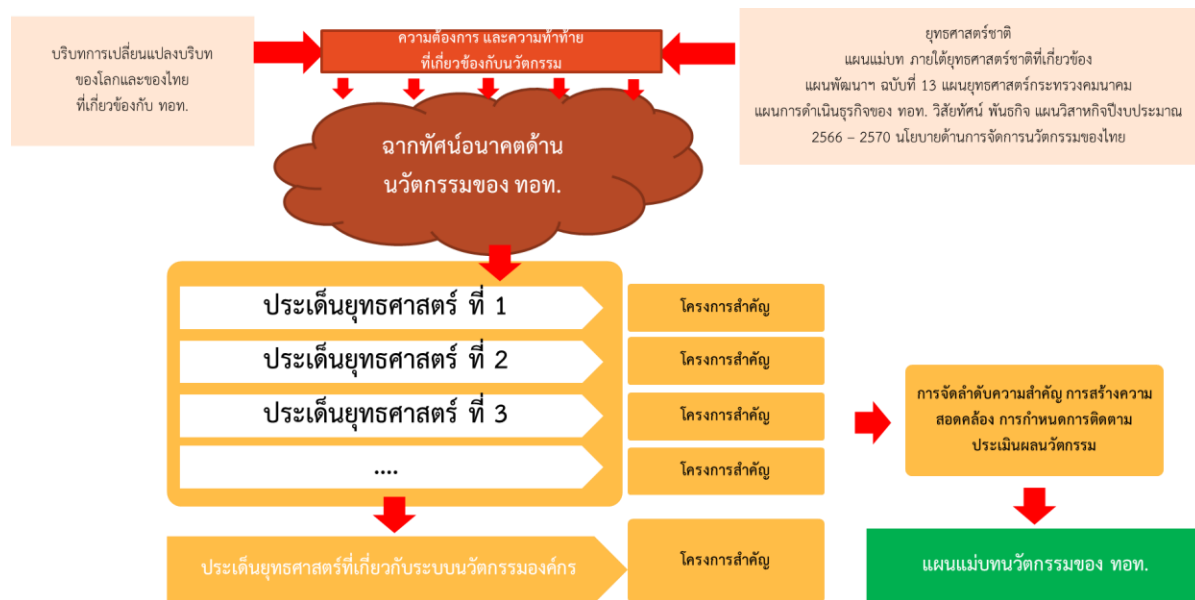 บริบทการเปลี่ยนแปลงบริบท
ของโลกและของไทย
ที่เกี่ยวข้องกับ ทอท.
ความต้องการ และความท้าทาย
ที่เกี่ยวข้องกับนวัตกรรม
ยุทธศาสตร์ชาติ
แผนแม่บท ภายใต้ยุทธศาสตร์ชาติที่เกี่ยวข้อง
แผนพัฒนาฯ ฉบับที่ 13 แผนยุทธศาสตร์กระทรวงคมนาคม
แผนการดำเนินธุรกิจของ ทอท. วิสัยทัศน์ พันธกิจ แผนวิสาหกิจปีงบประมาณ
2566 – 2570 นโยบายด้านการจัดการนวัตกรรมของไทย
ฉากทัศน์อนาคตด้าน
นวัตกรรมของ ทอท.
ประเด็นยุทธศาสตร์ ที่ 1
โครงการสำคัญ
ประเด็นยุทธศาสตร์ ที่ 2
โครงการสำคัญ
ประเด็นยุทธศาสตร์ ที่ 3
โครงการสำคัญ
....
โครงการสำคัญ
การจัดลำดับความสำคัญ การสร้างความ
สอดคล้อง การกำหนดการติดตาม
ประเมินผลนวัตกรรม
ประเด็นยุทธศาสตร์ที่เกี่ยวกับระบบนวัตกรรมองค์กร
โครงการสำคัญ
แผนแม่บทนวัตกรรมของ ทอท.